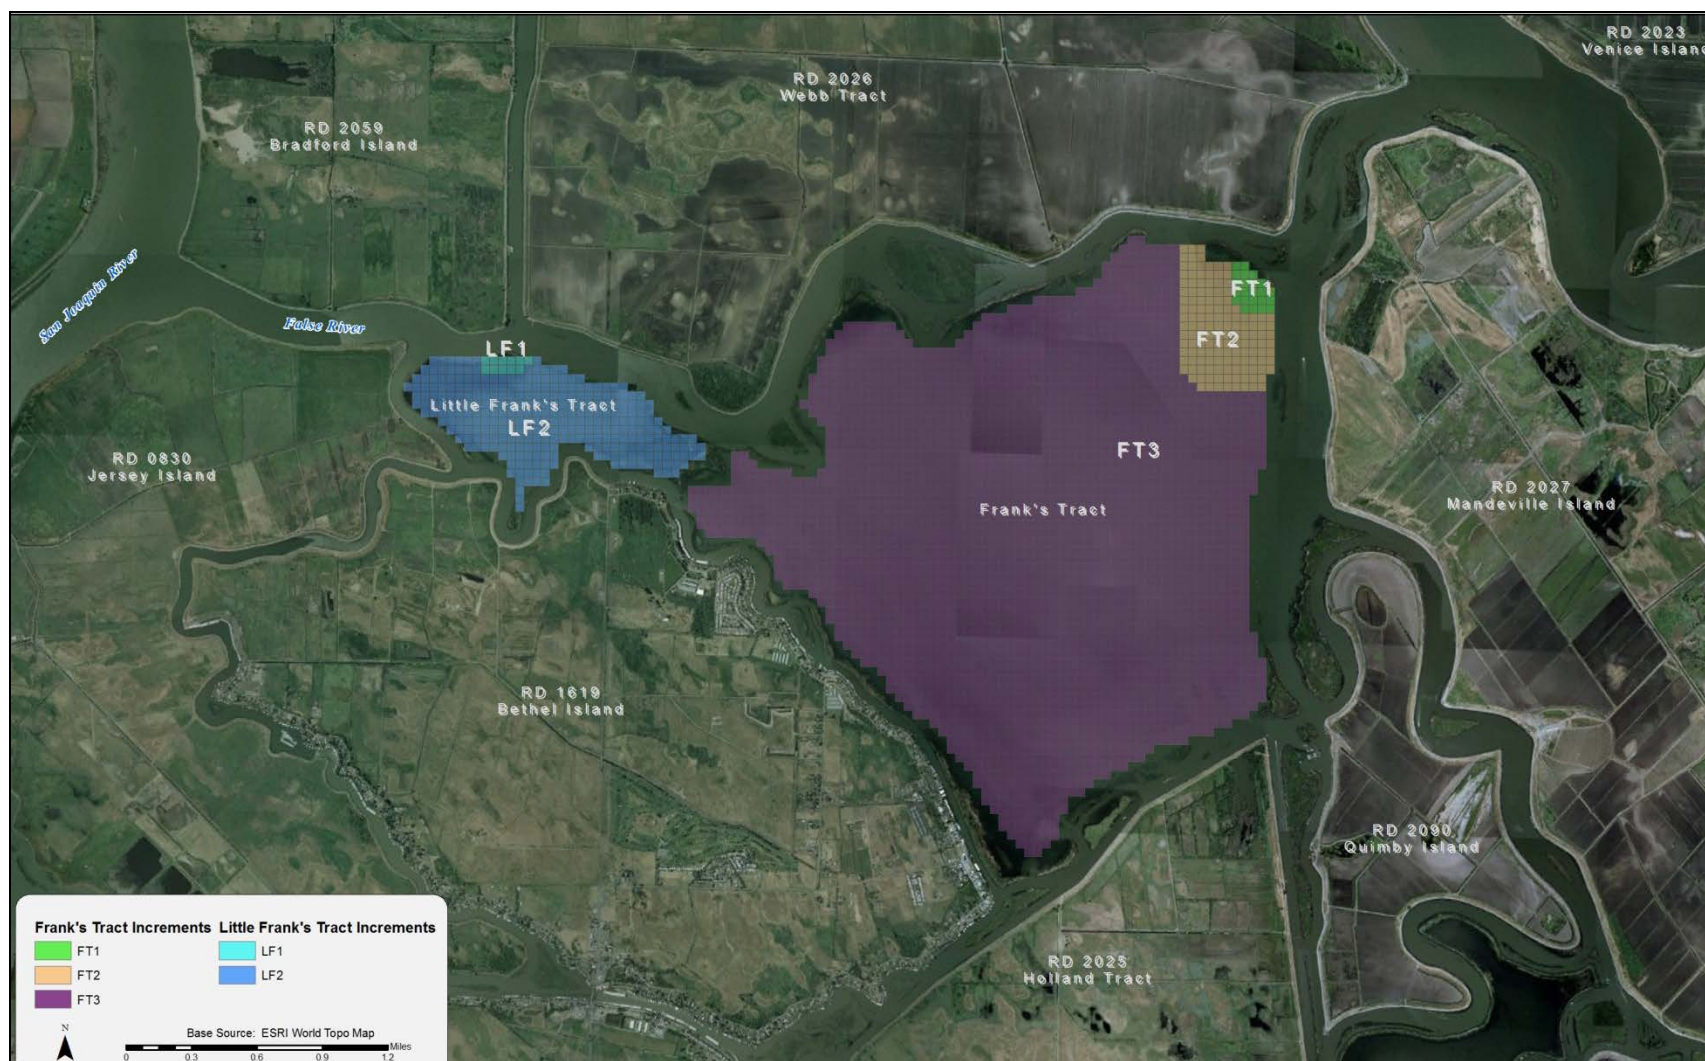 RD 2023
Venice Island
RD 2026
Webb Tract
RD 2059
Bradford Island
San Joaquin River
False River
FT1
FT2
LF1
Little Frank's Tract
LF2
FT3
RD 0830
Jersey Island
RD 2027
Mandeville Island
Frank's Tract
RD 1619
Bethel Island
RD 2090
Quimby Island
RD 2025
Holland Tract
Frank's Tract Increments
FT1
FT2
FT3
Little Frank's Tract Increments
LF1
LF2
N
Base Source: ESRI World Topo Map
Miles
0 0.3 0.6 0.9 1.2